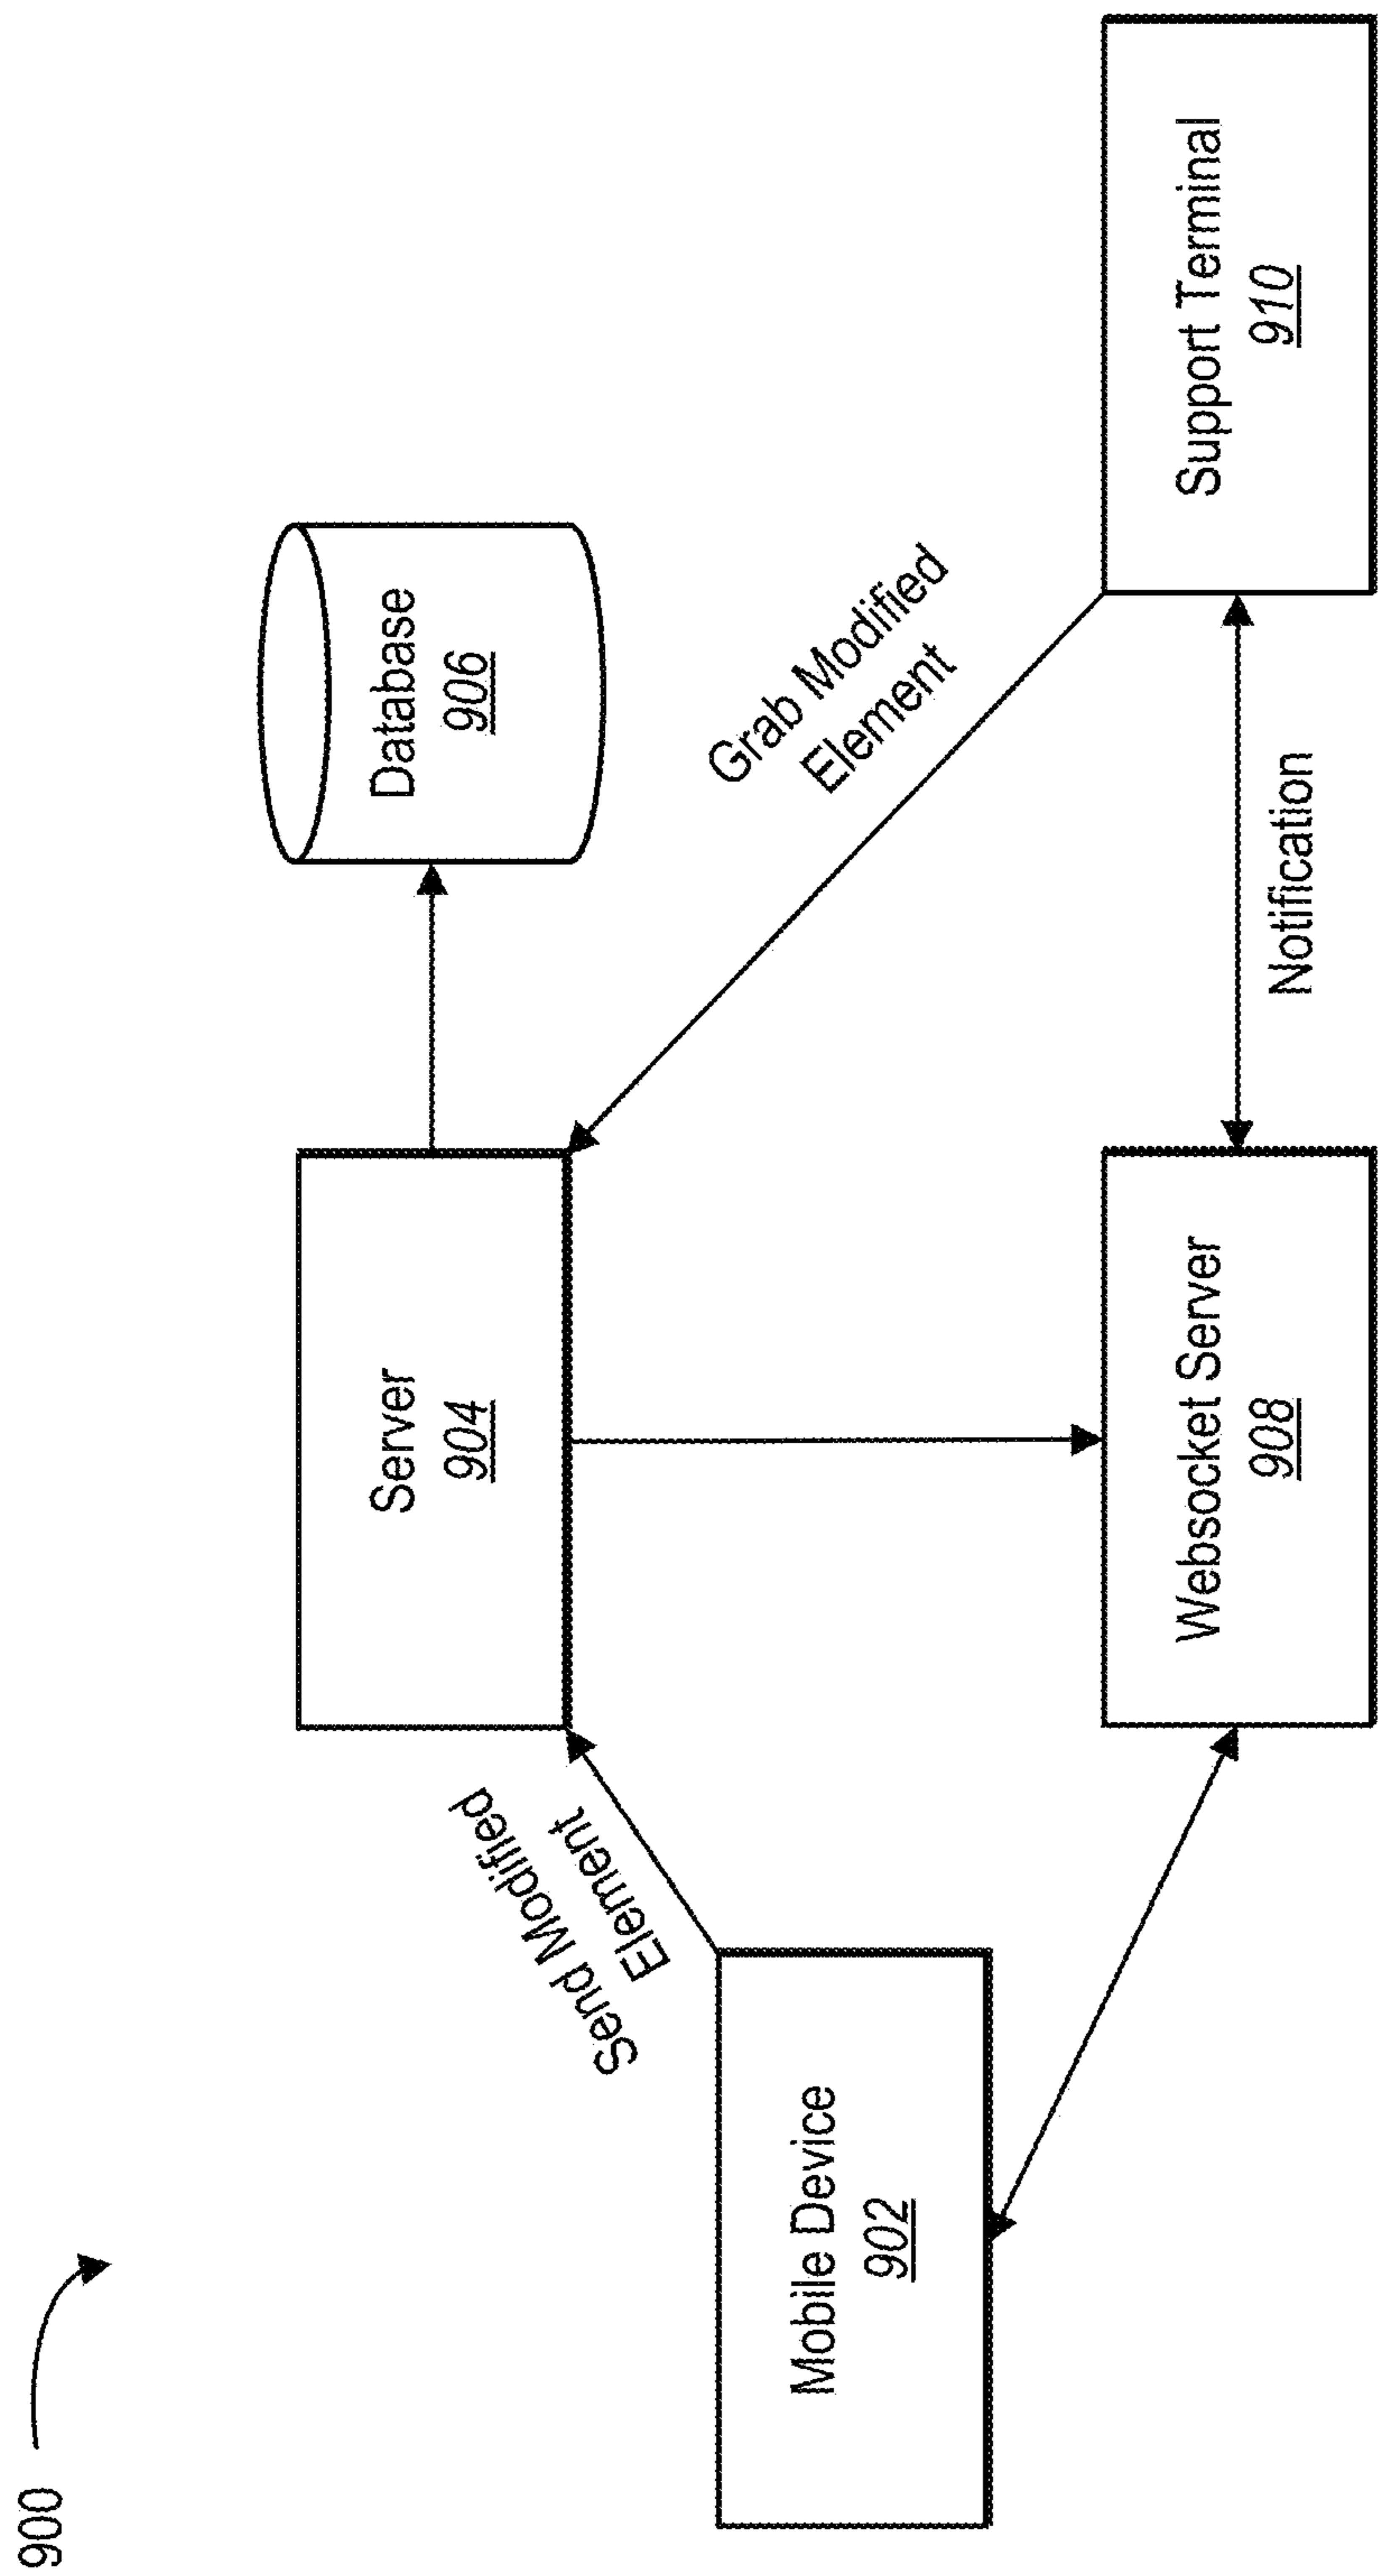 900
Database
906
Server
904
Send Modified
Element
Grab Modified
Element
Mobile Device
902
Websocket Server
908
Notification
Support Terminal
910